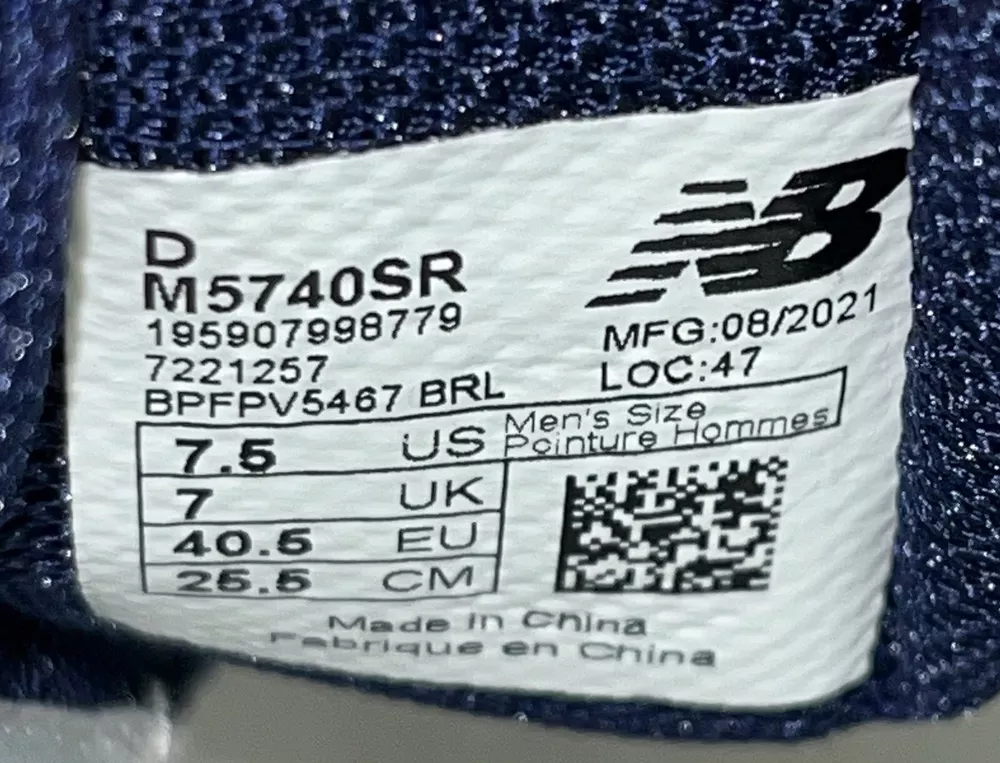 D
M5740SR
195907998779
7221257
BPFPV5467 BRL
NB
MFG:08/2021
LOC:47
Men's Size
Pointure Hommes
7.5 US
7 UK
40.5 EU
25.5 CM
Made in China
Fabrique en China